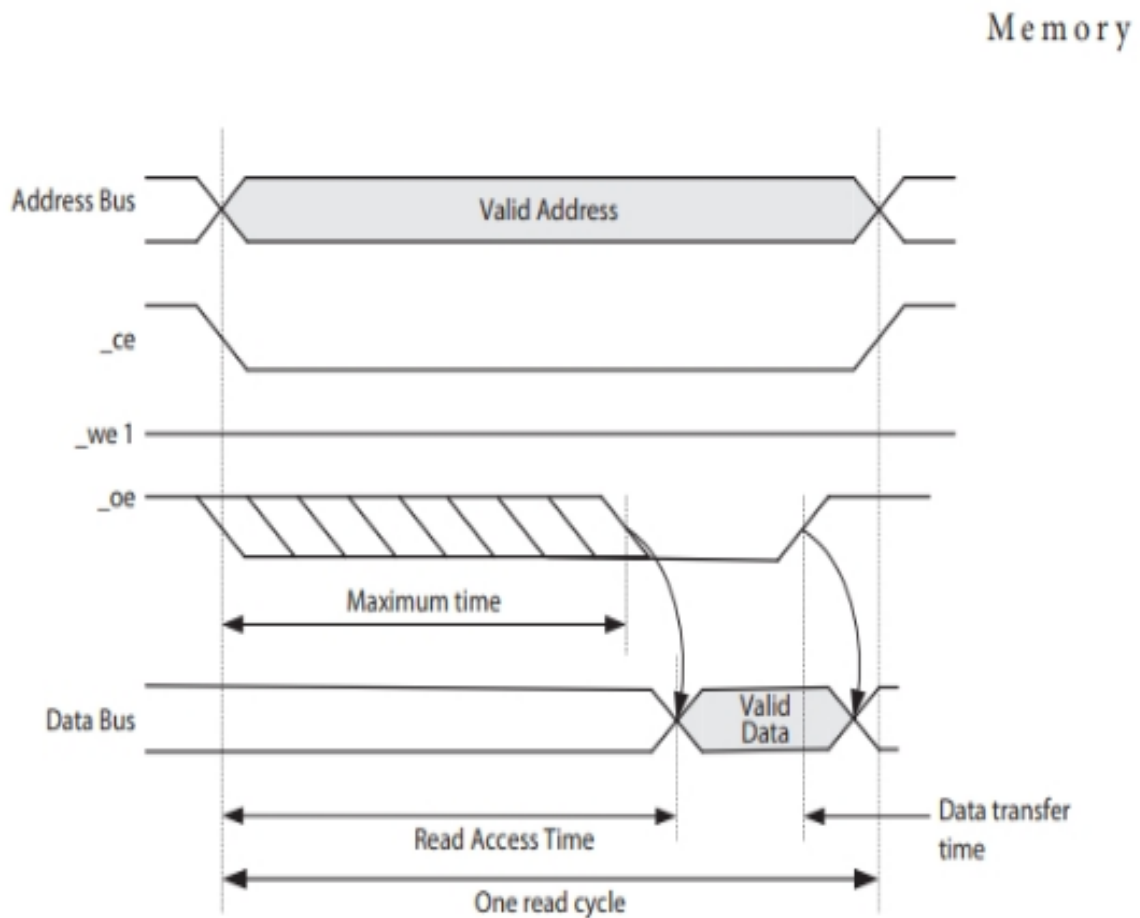 Memory
Address Bus
Valid Address
_ce
_we 1
_oe
Maximum time
Data Bus
Valid
Data
Read Access Time
Data transfer
time
One read cycle